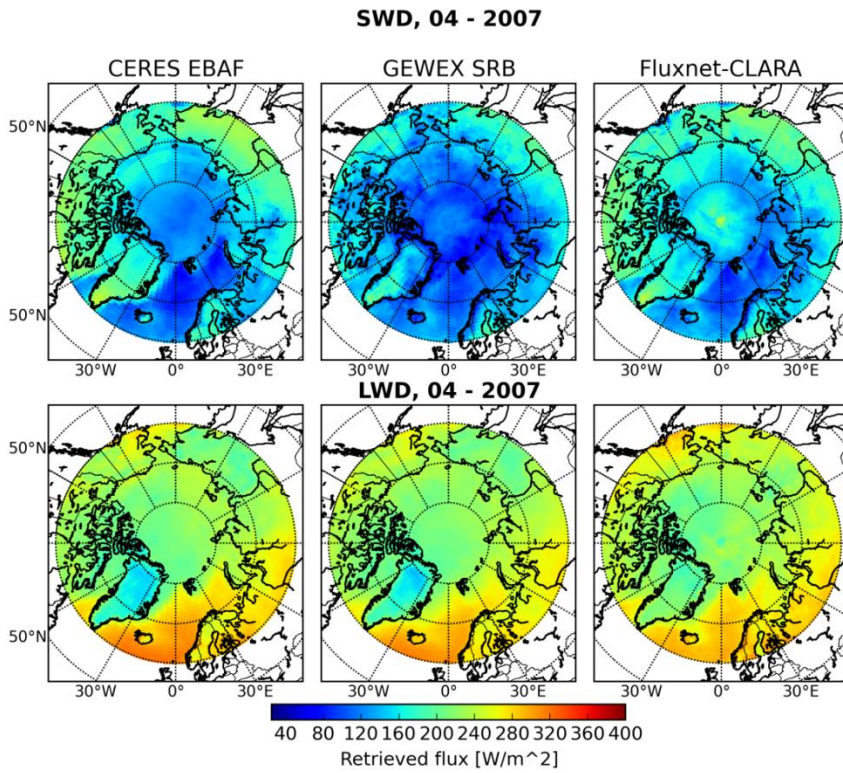 SWD, 04 - 2007
CERES EBAF GEWEX SRB Fluxnet-CLARA
50°N
50°N
30°W 0° 30°E 30°W 0° 30°E 30°W 0° 30°E
LWD, 04 - 2007
50°N
50°N
30°W 0° 30°E 30°W 0° 30°E 30°W 0° 30°E
40 80 120 160 200 240 280 320 360 400
Retrieved flux [W/m^2]